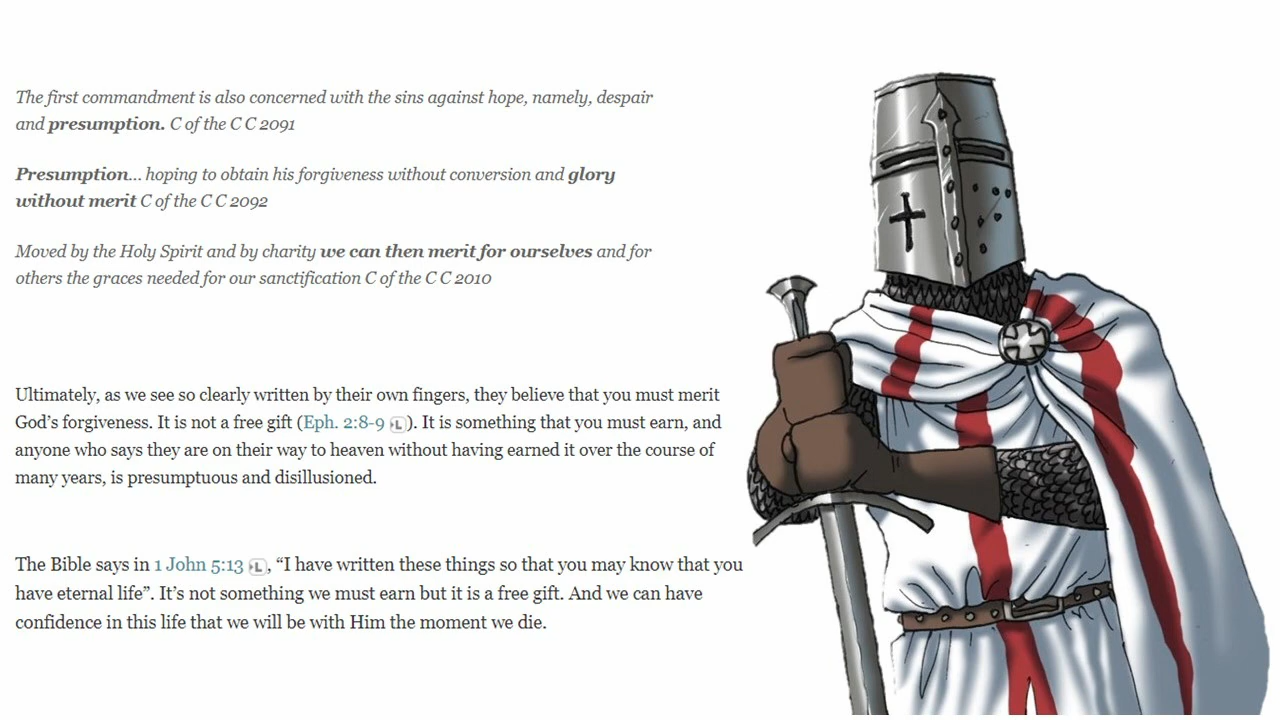 The first commandment is also concerned with the sins against hope, namely, despair
and presumption. C of the C C 2091
Presumption... hoping to obtain his forgiveness without conversion and glory
without merit C of the C C 2092
Moved by the Holy Spirit and by charity we can then merit for ourselves and for
others the graces needed for our sanctification C of the C C 2010
Ultimately, as we see so clearly written by their own fingers, they believe that you must merit
God’s forgiveness. It is not a free gift (Eph. 2:8-9 L). It is something that you must earn, and
anyone who says they are on their way to heaven without having earned it over the course of
many years, is presumptuous and disillusioned.
The Bible says in 1 John 5:13 L, “I have written these things so that you may know that you
have eternal life”. It’s not something we must earn but it is a free gift. And we can have
confidence in this life that we will be with Him the moment we die.